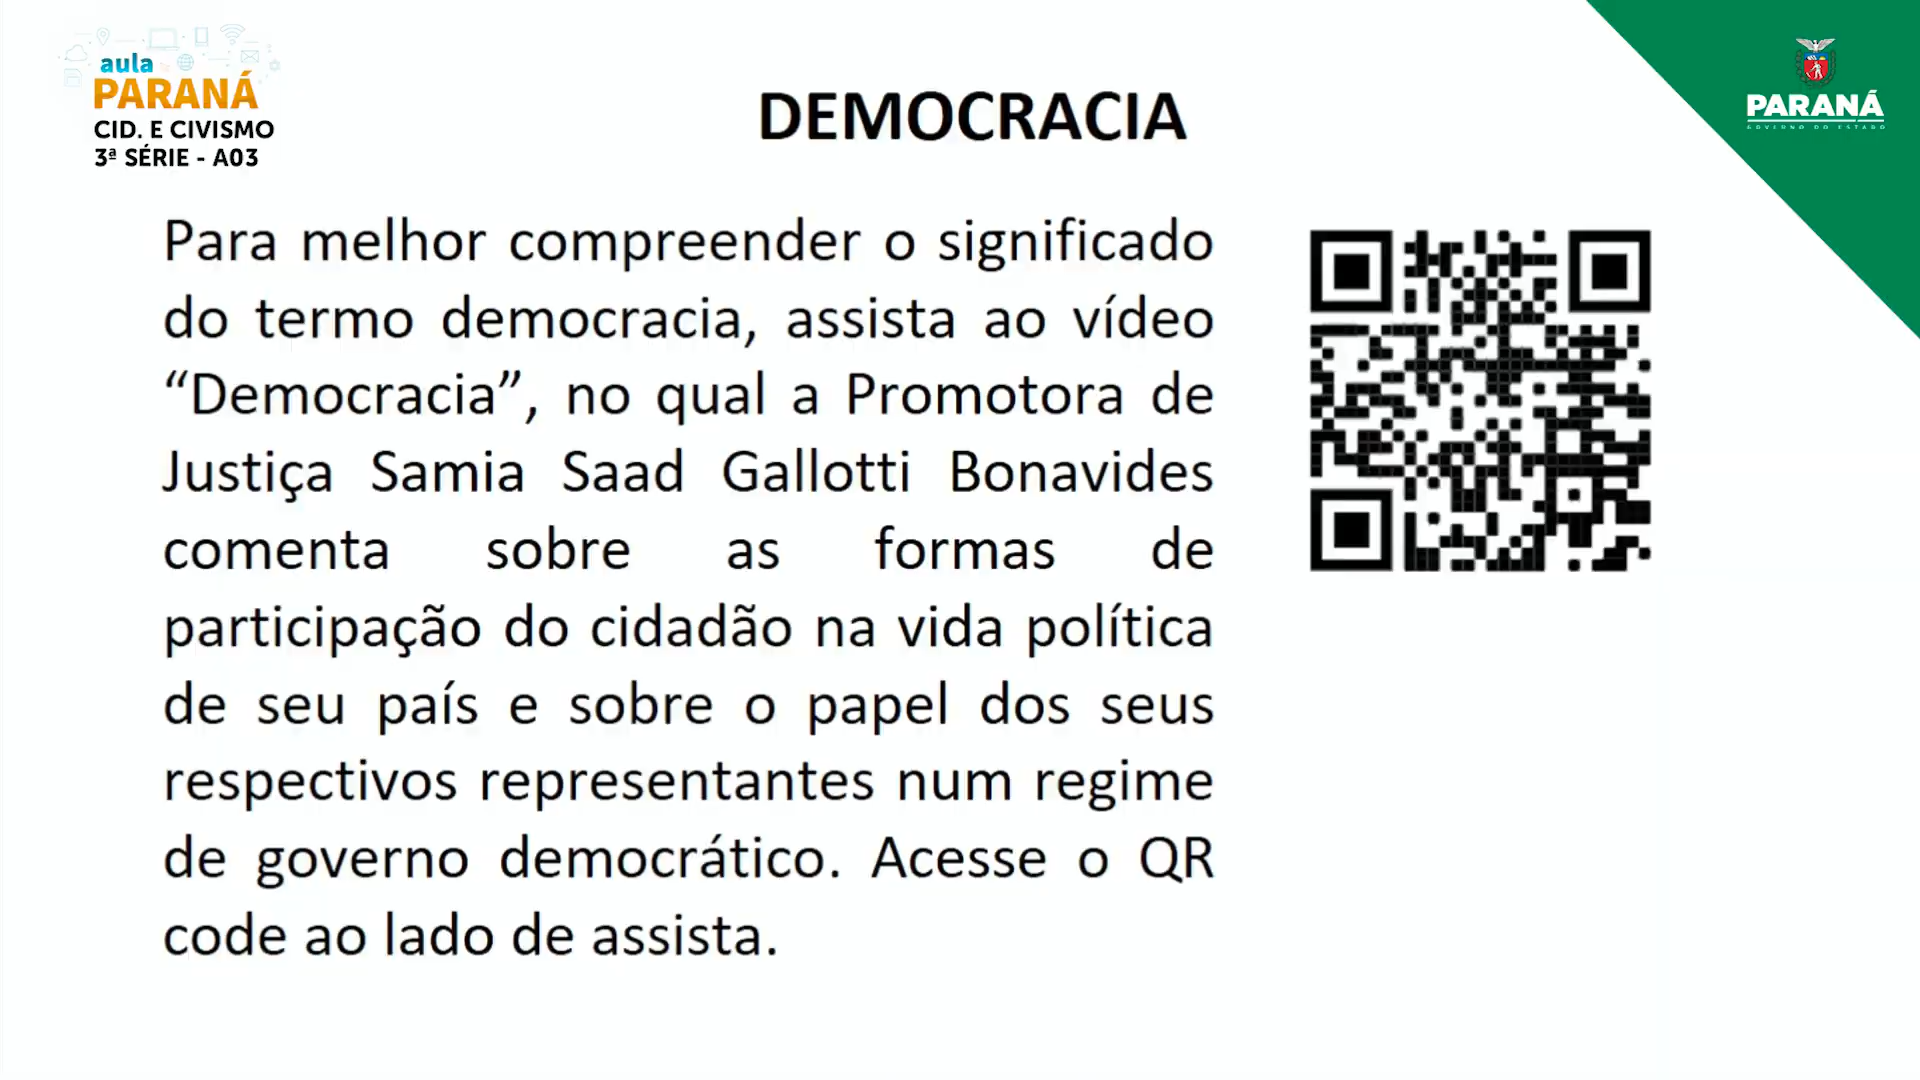 aula
PARANÁ
CID. E CIVISMO
3ª SÉRIE - A03
DEMOCRACIA
PARANÁ
GOVERNO DO ESTADO
Para melhor compreender o significado
do termo democracia, assista ao vídeo
“Democracia”, no qual a Promotora de
Justiça Samia Saad Gallotti Bonavides
comenta sobre as formas de
participação do cidadão na vida política
de seu país e sobre o papel dos seus
respectivos representantes num regime
de governo democrático. Acesse o QR
code ao lado de assista.